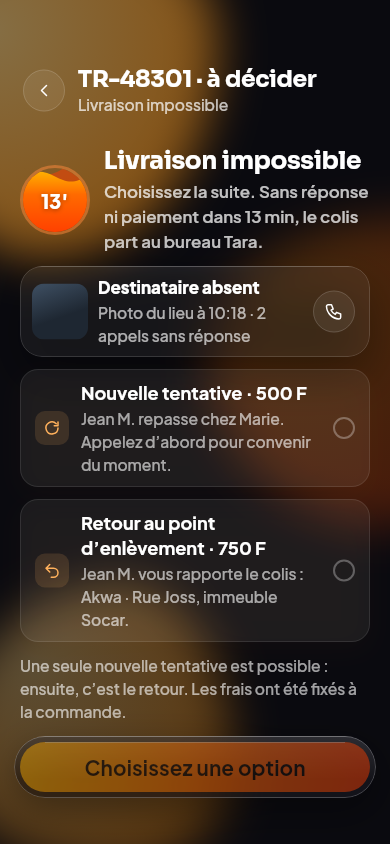 TR-48301 · à décider
Livraison impossible
Livraison impossible
13'
Choisissez la suite. Sans réponse
ni paiement dans 13 min, le colis
part au bureau Tara.
Destinataire absent
Photo du lieu à 10:18 · 2
appels sans réponse
Nouvelle tentative · 500 F
Jean M. repasse chez Marie.
Appelez d’abord pour convenir
du moment.
Retour au point
d’enlèvement · 750 F
Jean M. vous rapporte le colis :
Akwa · Rue Joss, immeuble
Socar.
Une seule nouvelle tentative est possible :
ensuite, c’est le retour. Les frais ont été fixés à
la commande.
Choisissez une option